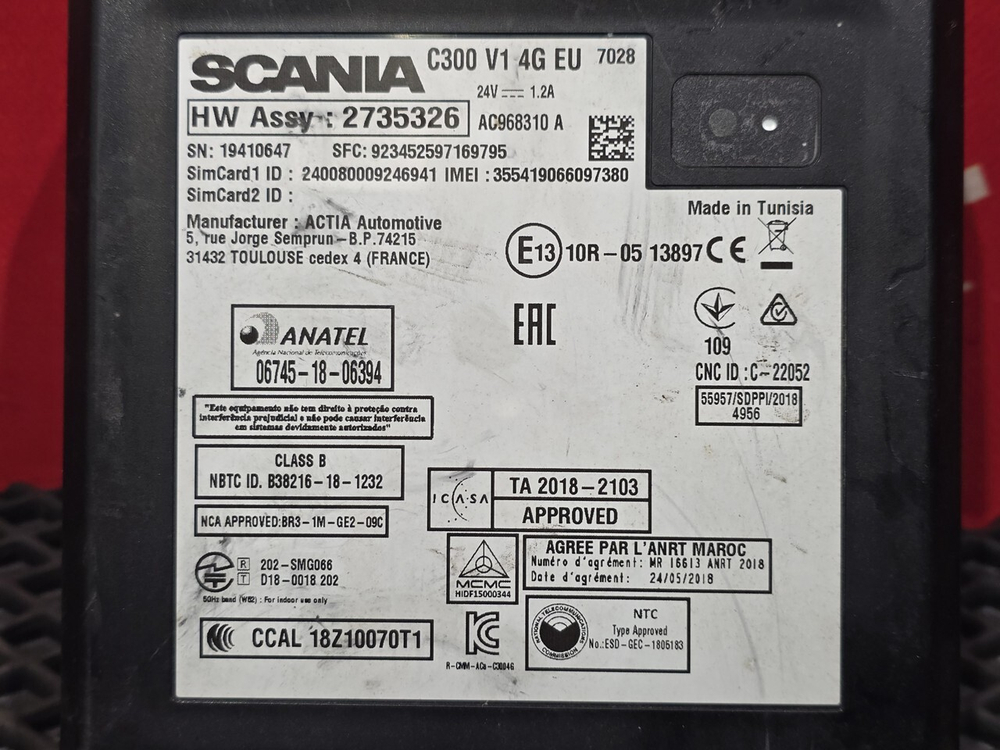 SCANIA C300 V1 4G EU 7028
24V 1.2A
HW Assy : 2735326 AC968310 A
SN: 19410647 SFC: 923452597169795
SimCard1 ID : 240080009246941 IMEI : 355419066097380
SimCard2 ID :
Manufacturer : ACTIA Automotive
5, rue Jorge Semprun - B.P.74215
31432 TOULOUSE cedex 4 (FRANCE)
Made in Tunisia
E13 10R - 05 13897 CE
EAC
109
CNC ID : C-22052
55957/SDPPI/2018
4956
ANATEL
Agência Nacional de Telecomunicações
06745-18-06394
"Este equipamento não tem direito à proteção contra
interferência prejudicial e não pode causar interferência
em sistemas devidamente autorizados"
CLASS B
NBTC ID. B38216-18-1232
NCA APPROVED:BR3-1M-GE2-09C
R 202-SMG066
T D18-0018 202
5GHz band (W52) : For indoor use only
CCAL 18Z10070T1
ICASA TA 2018-2103
APPROVED
MCMC
HIDF15000344
AGREE PAR L'ANRT MAROC
Numéro d'agrément: MR 16613 ANRT 2018
Date d'agrément: 24/05/2018
KC
R-CMM-ACa-C3004G
NATIONAL TELECOMMUNICATIONS COMMISSION
NTC
Type Approved
No.:ESD-GEC-1805183